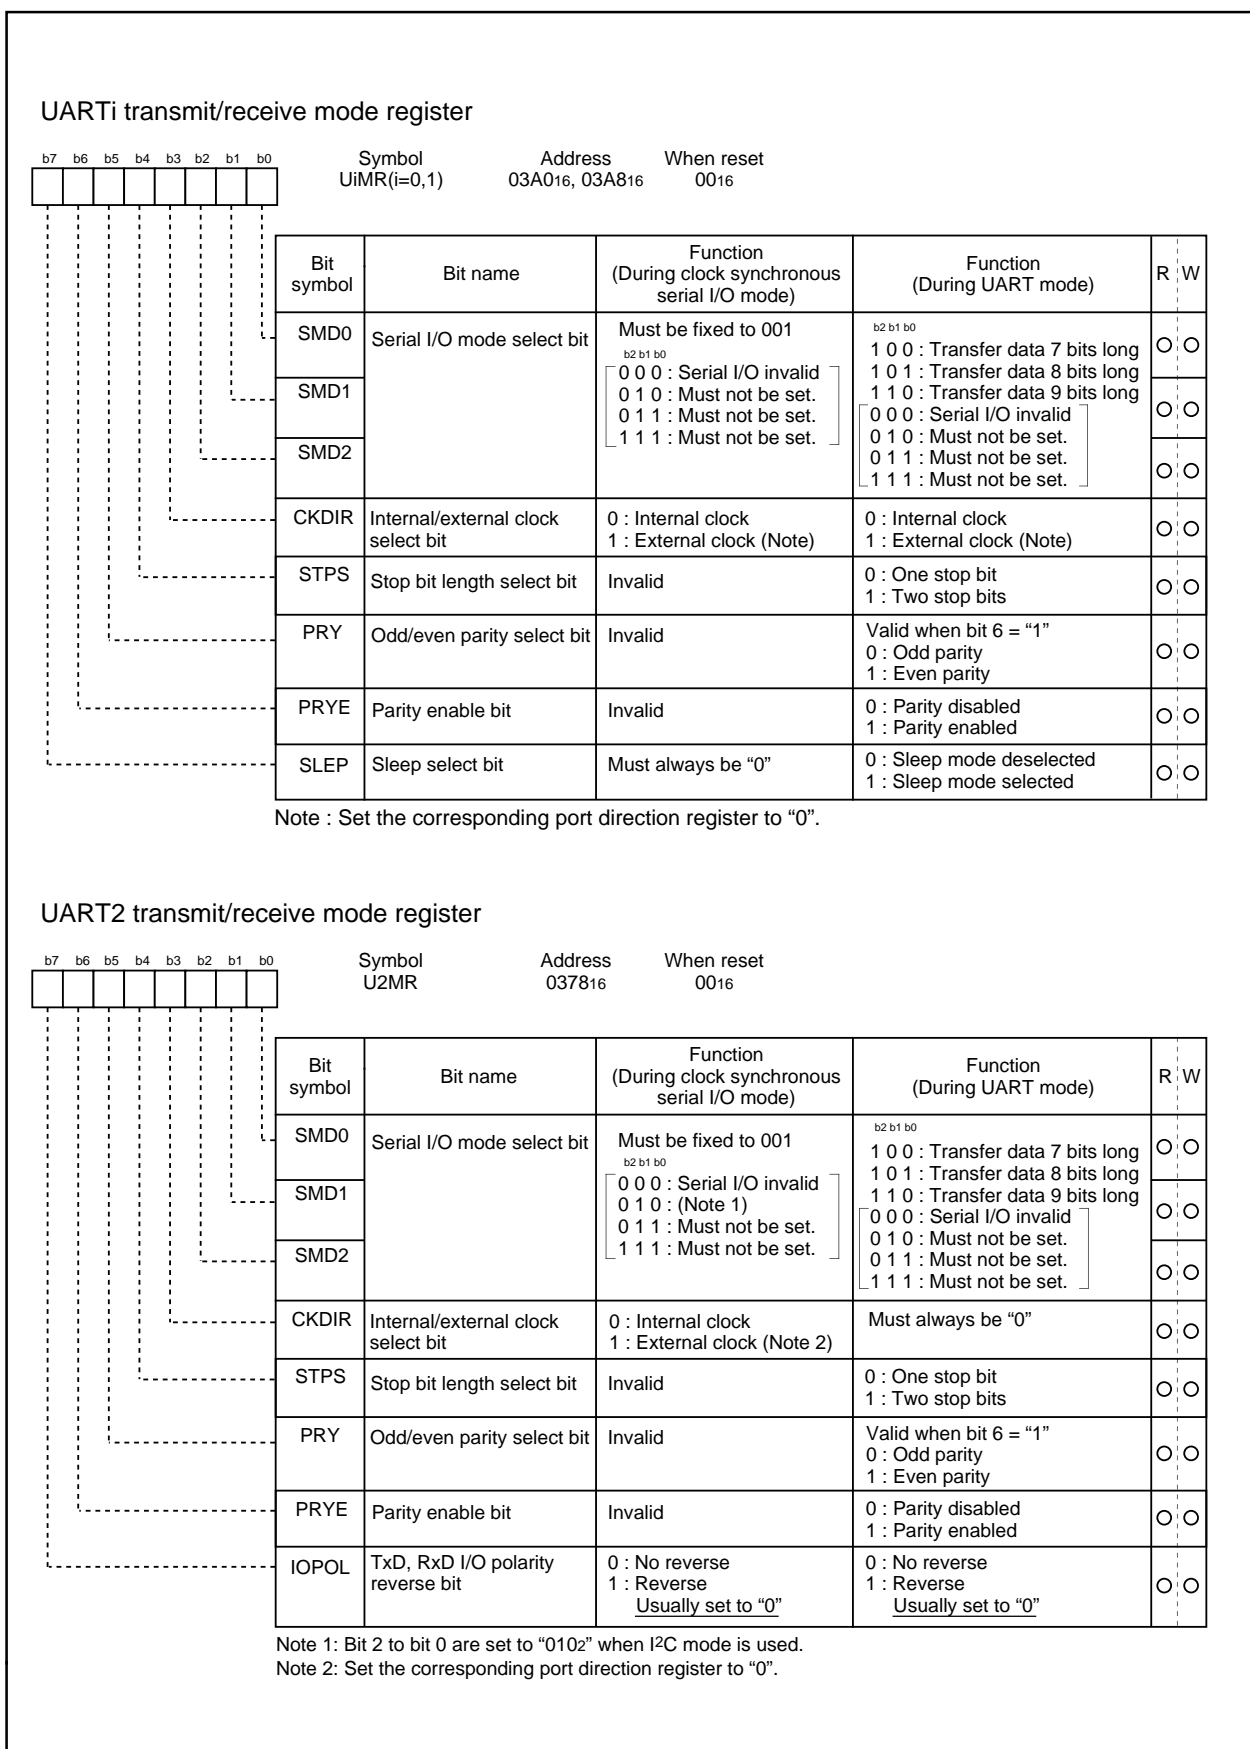 UARTi transmit/receive mode register
b7 b6 b5 b4 b3 b2 b1 b0
Symbol Address When reset
UiMR(i=0,1) 03A016, 03A816 0016
Bit symbol Bit name Function (During clock synchronous serial I/O mode) Function (During UART mode) R W
SMD0 Serial I/O mode select bit Must be fixed to 001
b2 b1 b0
0 0 0 : Serial I/O invalid
0 1 0 : Must not be set.
0 1 1 : Must not be set.
1 1 1 : Must not be set.
b2 b1 b0
1 0 0 : Transfer data 7 bits long
1 0 1 : Transfer data 8 bits long
1 1 0 : Transfer data 9 bits long
0 0 0 : Serial I/O invalid
0 1 0 : Must not be set.
0 1 1 : Must not be set.
1 1 1 : Must not be set.
SMD1
SMD2
CKDIR Internal/external clock select bit
0 : Internal clock
1 : External clock (Note)
0 : Internal clock
1 : External clock (Note)
STPS Stop bit length select bit Invalid
0 : One stop bit
1 : Two stop bits
PRY Odd/even parity select bit Invalid
Valid when bit 6 = “1”
0 : Odd parity
1 : Even parity
PRYE Parity enable bit Invalid
0 : Parity disabled
1 : Parity enabled
SLEP Sleep select bit Must always be “0”
0 : Sleep mode deselected
1 : Sleep mode selected
Note : Set the corresponding port direction register to “0”.
UART2 transmit/receive mode register
b7 b6 b5 b4 b3 b2 b1 b0
Symbol Address When reset
U2MR 037816 0016
Bit symbol Bit name Function (During clock synchronous serial I/O mode) Function (During UART mode) R W
SMD0 Serial I/O mode select bit Must be fixed to 001
b2 b1 b0
0 0 0 : Serial I/O invalid
0 1 0 : (Note 1)
0 1 1 : Must not be set.
1 1 1 : Must not be set.
b2 b1 b0
1 0 0 : Transfer data 7 bits long
1 0 1 : Transfer data 8 bits long
1 1 0 : Transfer data 9 bits long
0 0 0 : Serial I/O invalid
0 1 0 : Must not be set.
0 1 1 : Must not be set.
1 1 1 : Must not be set.
SMD1
SMD2
CKDIR Internal/external clock select bit
0 : Internal clock
1 : External clock (Note 2)
Must always be “0”
STPS Stop bit length select bit Invalid
0 : One stop bit
1 : Two stop bits
PRY Odd/even parity select bit Invalid
Valid when bit 6 = “1”
0 : Odd parity
1 : Even parity
PRYE Parity enable bit Invalid
0 : Parity disabled
1 : Parity enabled
IOPOL TxD, RxD I/O polarity reverse bit
0 : No reverse
1 : Reverse
Usually set to “0”
0 : No reverse
1 : Reverse
Usually set to “0”
Note 1: Bit 2 to bit 0 are set to “0102” when I2C mode is used.
Note 2: Set the corresponding port direction register to “0”.